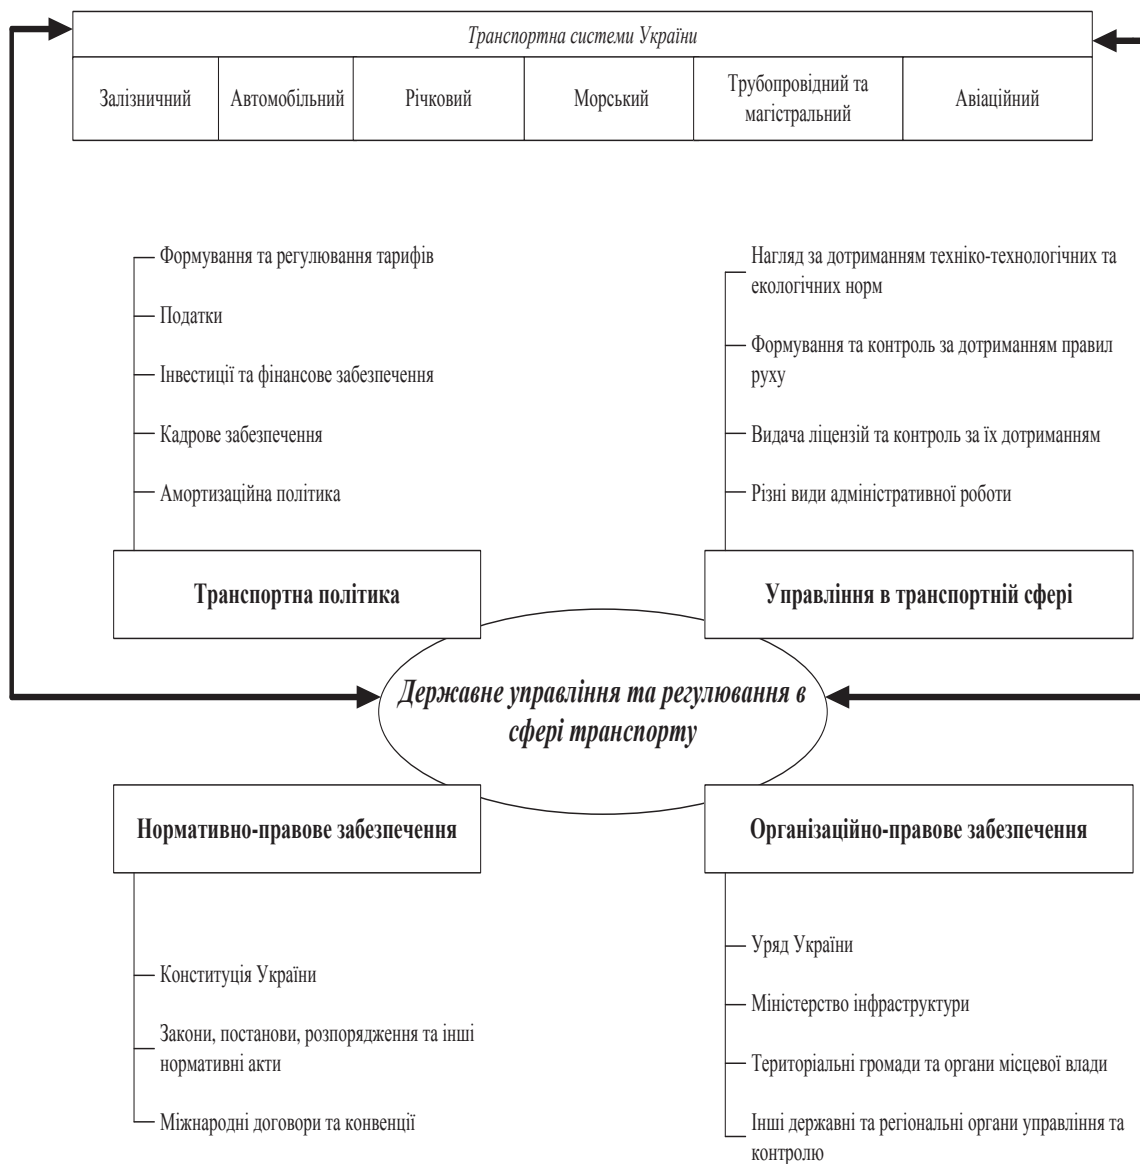 Транспортна системи України
Залізничний
Автомобільний
Річковий
Морський
Трубопровідний та
магістральний
Авіаційний
Формування та регулювання тарифів
Податки
Інвестиції та фінансове забезпечення
Кадрове забезпечення
Амортизаційна політика
Транспортна політика
Нагляд за дотриманням техніко-технологічних та
екологічних норм
Формування та контроль за дотриманням правил
руху
Видача ліцензій та контроль за їх дотриманням
Різні види адміністративної роботи
Управління в транспортній сфері
Державне управління та регулювання в
сфері транспорту
Нормативно-правове забезпечення
Конституція України
Закони, постанови, розпорядження та інші
нормативні акти
Міжнародні договори та конвенції
Організаційно-правове забезпечення
Уряд України
Міністерство інфраструктури
Територіальні громади та органи місцевої влади
Інші державні та регіональні органи управління та
контролю